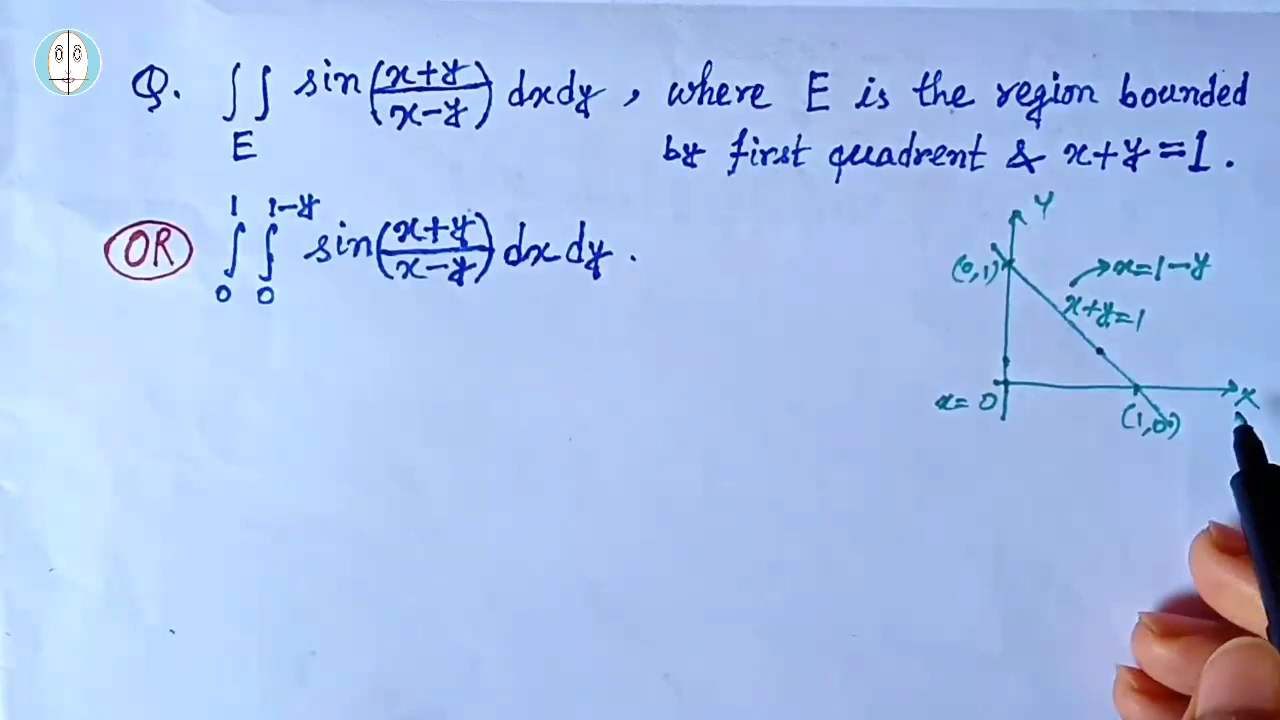 Q. ∫∫_E sin((x+y)/(x-y)) dxdy, where E is the region bounded
by first quadrent & x+y=1.
OR ∫_0^1 ∫_0^{1-y} sin((x+y)/(x-y)) dx dy.
Y
(0,1)
x=1-y
x+y=1
x=0
X
(1,0)